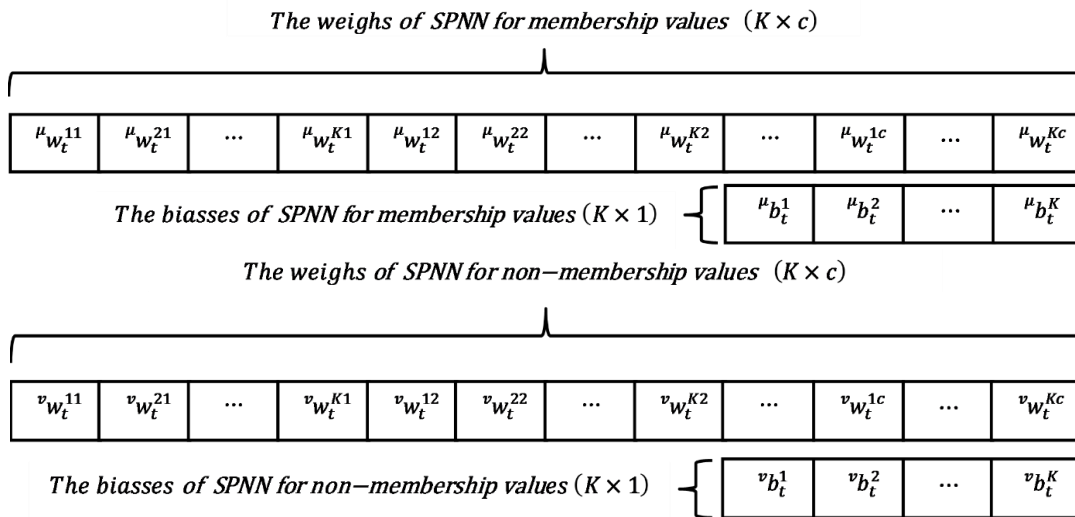 The weighs of SPNN for membership values (K × c)
μw_t^11 μw_t^21 ... μw_t^K1 μw_t^12 μw_t^22 ... μw_t^K2 ... μw_t^1c ... μw_t^Kc
The biasses of SPNN for membership values (K × 1) μb_t^1 μb_t^2 ... μb_t^K
The weighs of SPNN for non−membership values (K × c)
vw_t^11 vw_t^21 ... vw_t^K1 vw_t^12 vw_t^22 ... vw_t^K2 ... vw_t^1c ... vw_t^Kc
The biasses of SPNN for non−membership values (K × 1) vb_t^1 vb_t^2 ... vb_t^K